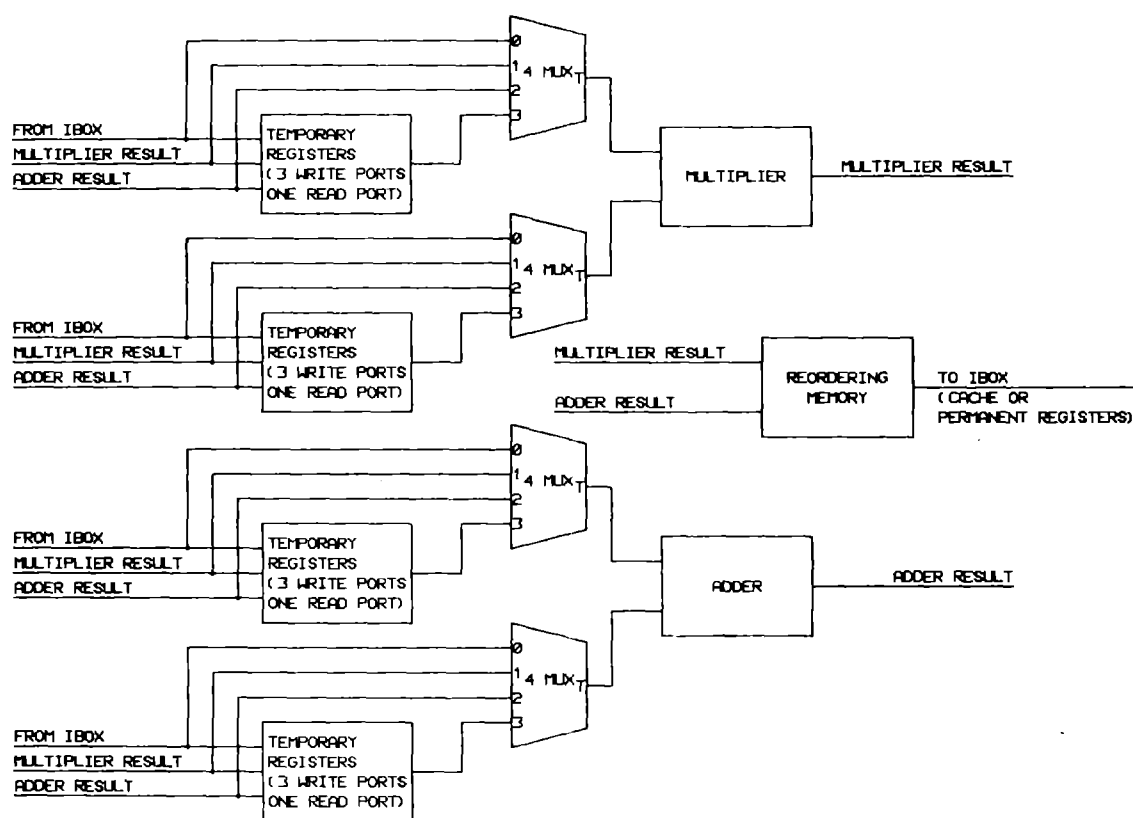 0
1 4 MUX T
2
3
FROM IBOX
MULTIPLIER RESULT
ADDER RESULT
TEMPORARY
REGISTERS
(3 WRITE PORTS
ONE READ PORT)
MULTIPLIER
MULTIPLIER RESULT
0
1 4 MUX T
2
3
FROM IBOX
MULTIPLIER RESULT
ADDER RESULT
TEMPORARY
REGISTERS
(3 WRITE PORTS
ONE READ PORT)
MULTIPLIER RESULT
ADDER RESULT
REORDERING
MEMORY
TO IBOX
(CACHE OR
PERMANENT REGISTERS)
0
1 4 MUX T
2
3
FROM IBOX
MULTIPLIER RESULT
ADDER RESULT
TEMPORARY
REGISTERS
(3 WRITE PORTS
ONE READ PORT)
ADDER
ADDER RESULT
0
1 4 MUX T
2
3
FROM IBOX
MULTIPLIER RESULT
ADDER RESULT
TEMPORARY
REGISTERS
(3 WRITE PORTS
ONE READ PORT)